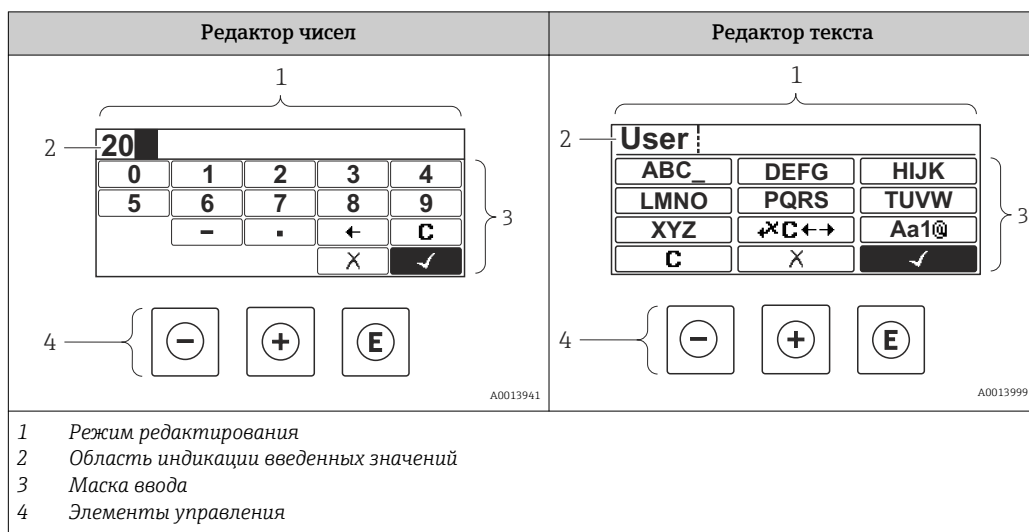 Редактор чисел
Редактор текста
1
2
20
0 1 2 3 4
5 6 7 8 9
− . ← C
X ✓
3
4
− + E
A0013941
1
2
User
ABC_ DEFG HIJK
LMNO PQRS TUVW
XYZ ↶×C←→ Aa1@
C X ✓
3
4
− + E
A0013999
1 Режим редактирования
2 Область индикации введенных значений
3 Маска ввода
4 Элементы управления